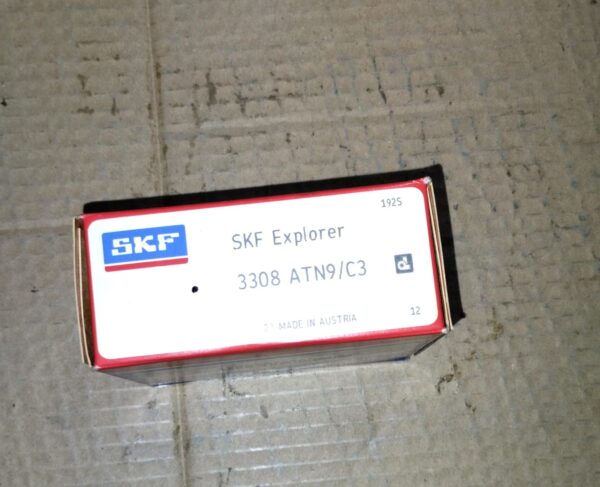 1925
SKF
SKF Explorer
3308 ATN9/C3
MADE IN AUSTRIA
12